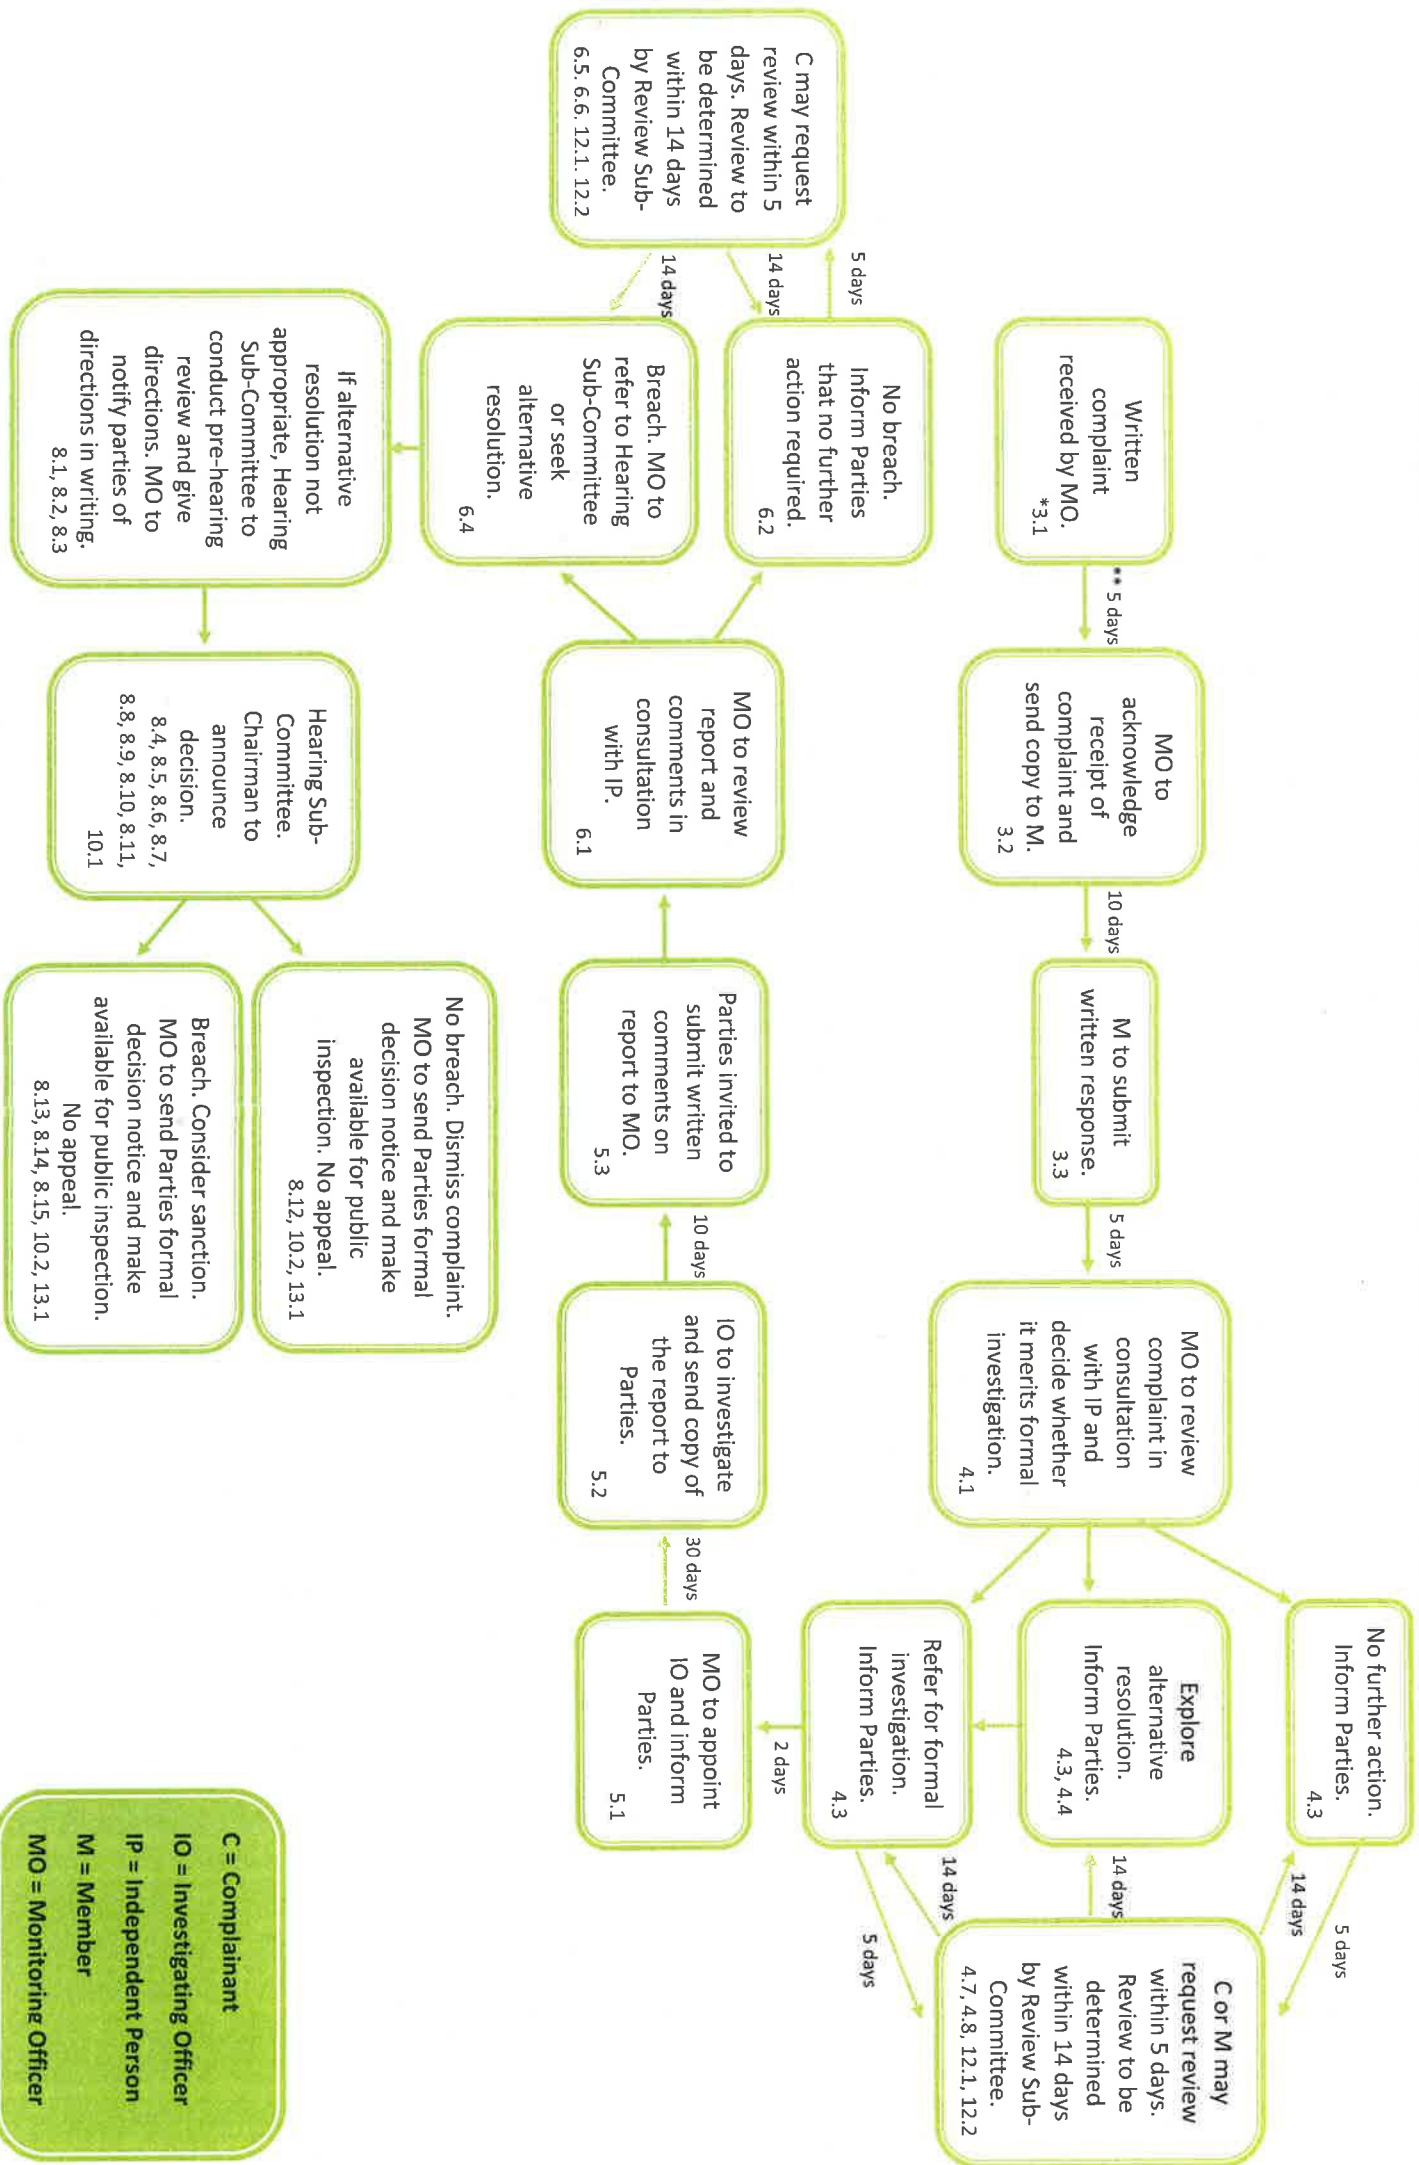 Written
complaint
received by MO.
*3.1
** 5 days
MO to
acknowledge
receipt of
complaint and
send copy to M.
3.2
10 days
M to submit
written response.
3.3
5 days
MO to review
complaint in
consultation
with IP and
decide whether
it merits formal
investigation.
4.1
No further action.
Inform Parties.
4.3
5 days
14 days
Explore
alternative
resolution.
Inform Parties.
4.3, 4.4
14 days
Refer for formal
investigation.
Inform Parties.
4.3
14 days
5 days
C or M may
request review
within 5 days.
Review to be
determined
within 14 days
by Review Sub-
Committee.
4.7, 4.8, 12.1, 12.2
2 days
MO to appoint
IO and inform
Parties.
5.1
30 days
IO to investigate
and send copy of
the report to
Parties.
5.2
10 days
Parties invited to
submit written
comments on
report to MO.
5.3
MO to review
report and
comments in
consultation
with IP.
6.1
No breach.
Inform Parties
that no further
action required.
6.2
5 days
14 days
14 days
C may request
review within 5
days. Review to
be determined
within 14 days
by Review Sub-
Committee.
6.5. 6.6. 12.1. 12.2
Breach. MO to
refer to Hearing
Sub-Committee
or seek
alternative
resolution.
6.4
If alternative
resolution not
appropriate, Hearing
Sub-Committee to
conduct pre-hearing
review and give
directions. MO to
notify parties of
directions in writing.
8.1, 8.2, 8.3
Hearing Sub-
Committee.
Chairman to
announce
decision.
8.4, 8.5, 8.6, 8.7,
8.8, 8.9, 8.10, 8.11,
10.1
No breach. Dismiss complaint.
MO to send Parties formal
decision notice and make
available for public
inspection. No appeal.
8.12, 10.2, 13.1
Breach. Consider sanction.
MO to send Parties formal
decision notice and make
available for public inspection.
No appeal.
8.13, 8.14, 8.15, 10.2, 13.1
C = Complainant
IO = Investigating Officer
IP = Independent Person
M = Member
MO = Monitoring Officer